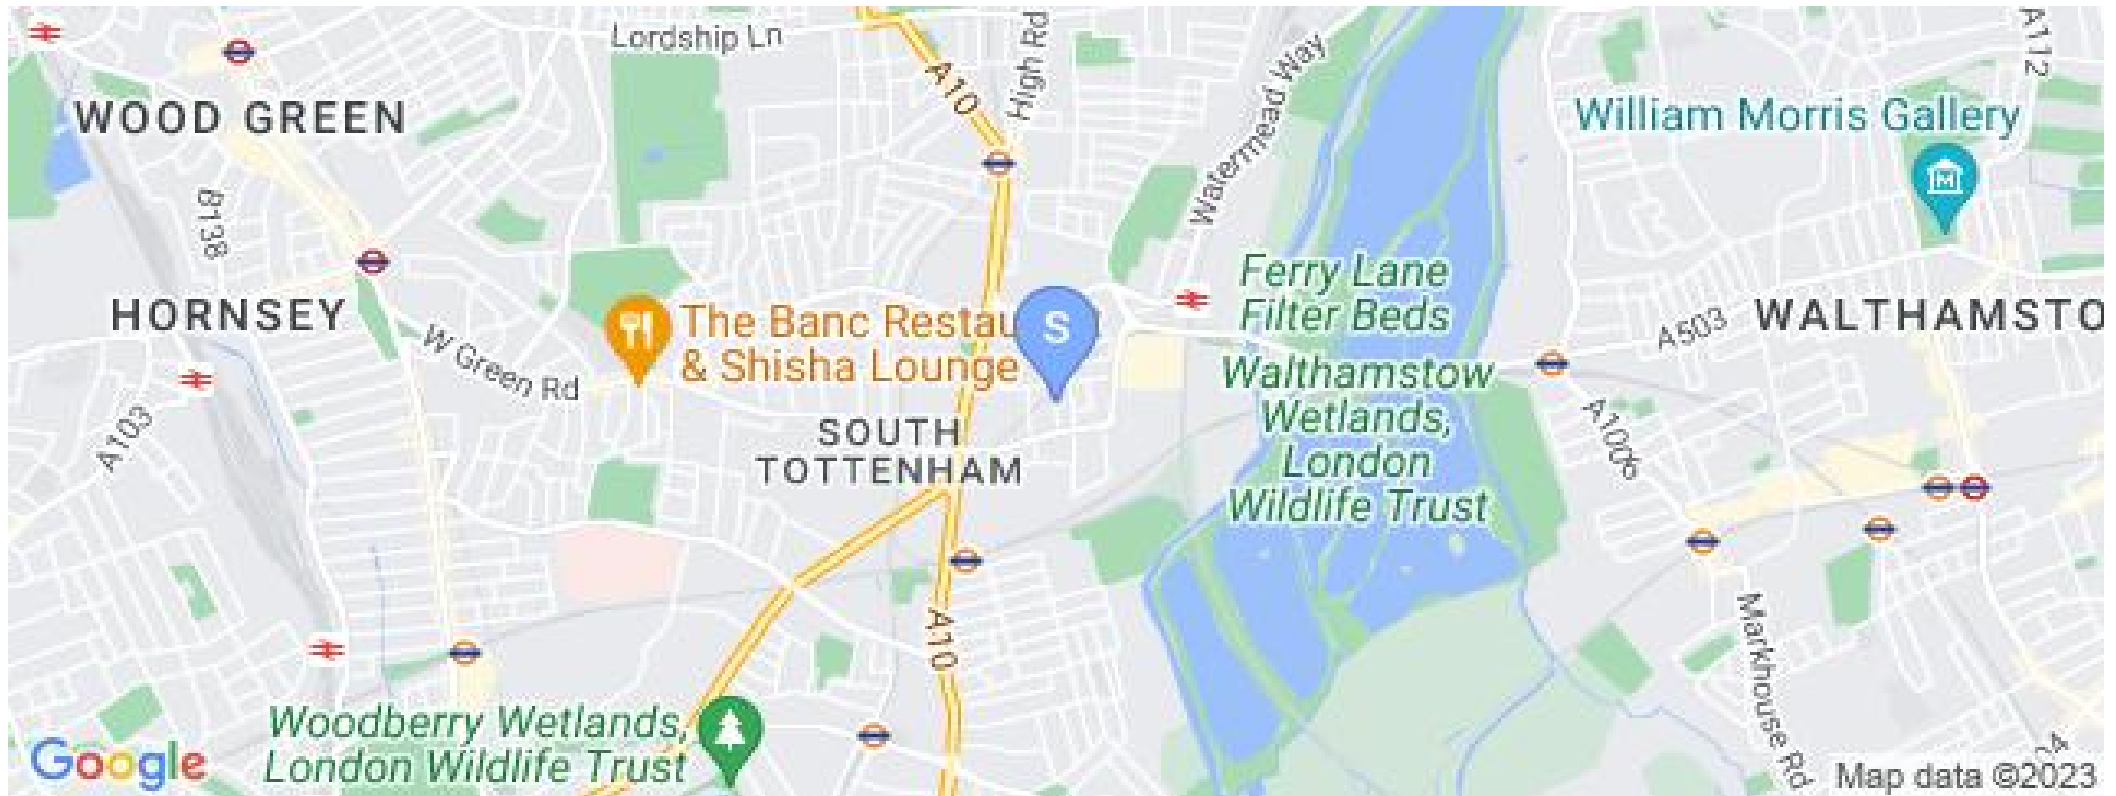 Lordship Ln
A10
High Rd
Watermead Way
A112
WOOD GREEN
William Morris Gallery
M
B138
HORNSEY
W Green Rd
The Banc Restau
& Shisha Lounge
S
Ferry Lane
Filter Beds
A503
WALTHAMSTO
Walthamstow
Wetlands,
London
Wildlife Trust
A103
A1006
SOUTH
TOTTENHAM
A10
Markhouse Rd
Woodberry Wetlands,
London Wildlife Trust
Google
Map data ©2023